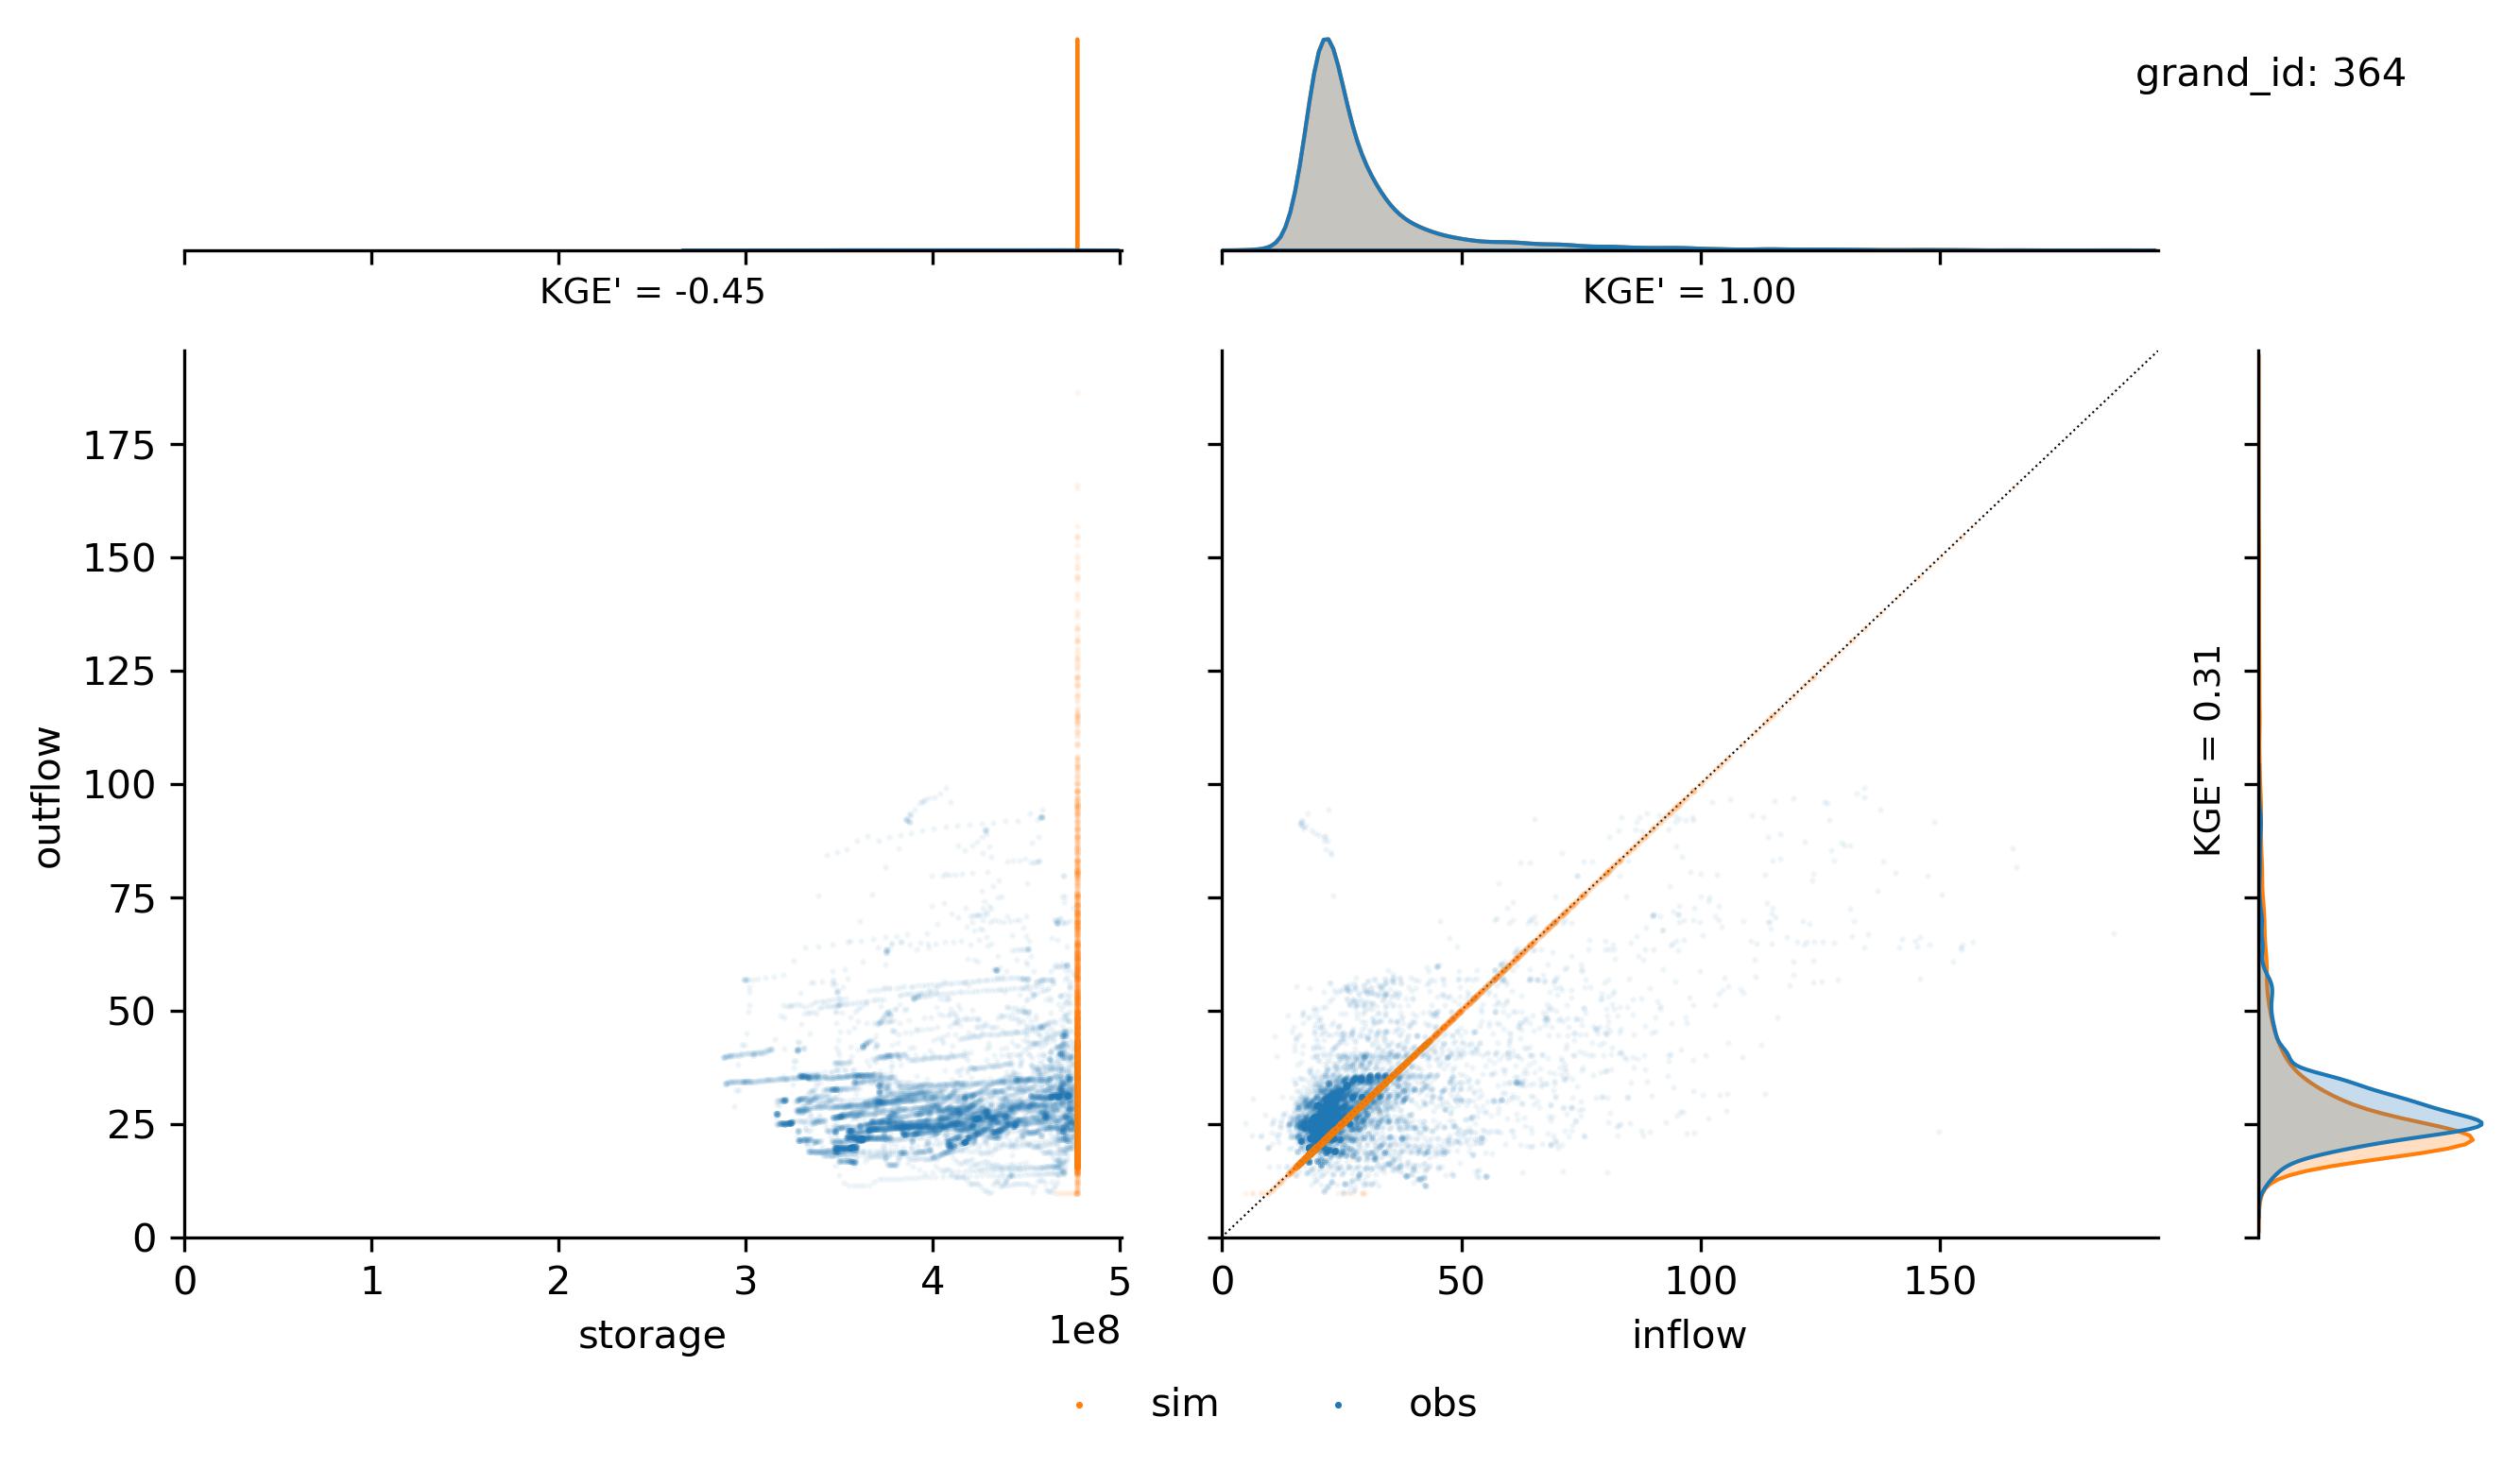 grand_id: 364
KGE' = -0.45
KGE' = 1.00
175
150
125
100
75
50
25
0
outflow
KGE' = 0.31
0 1 2 3 4 5
0 50 100 150
1e8
storage
inflow
sim obs